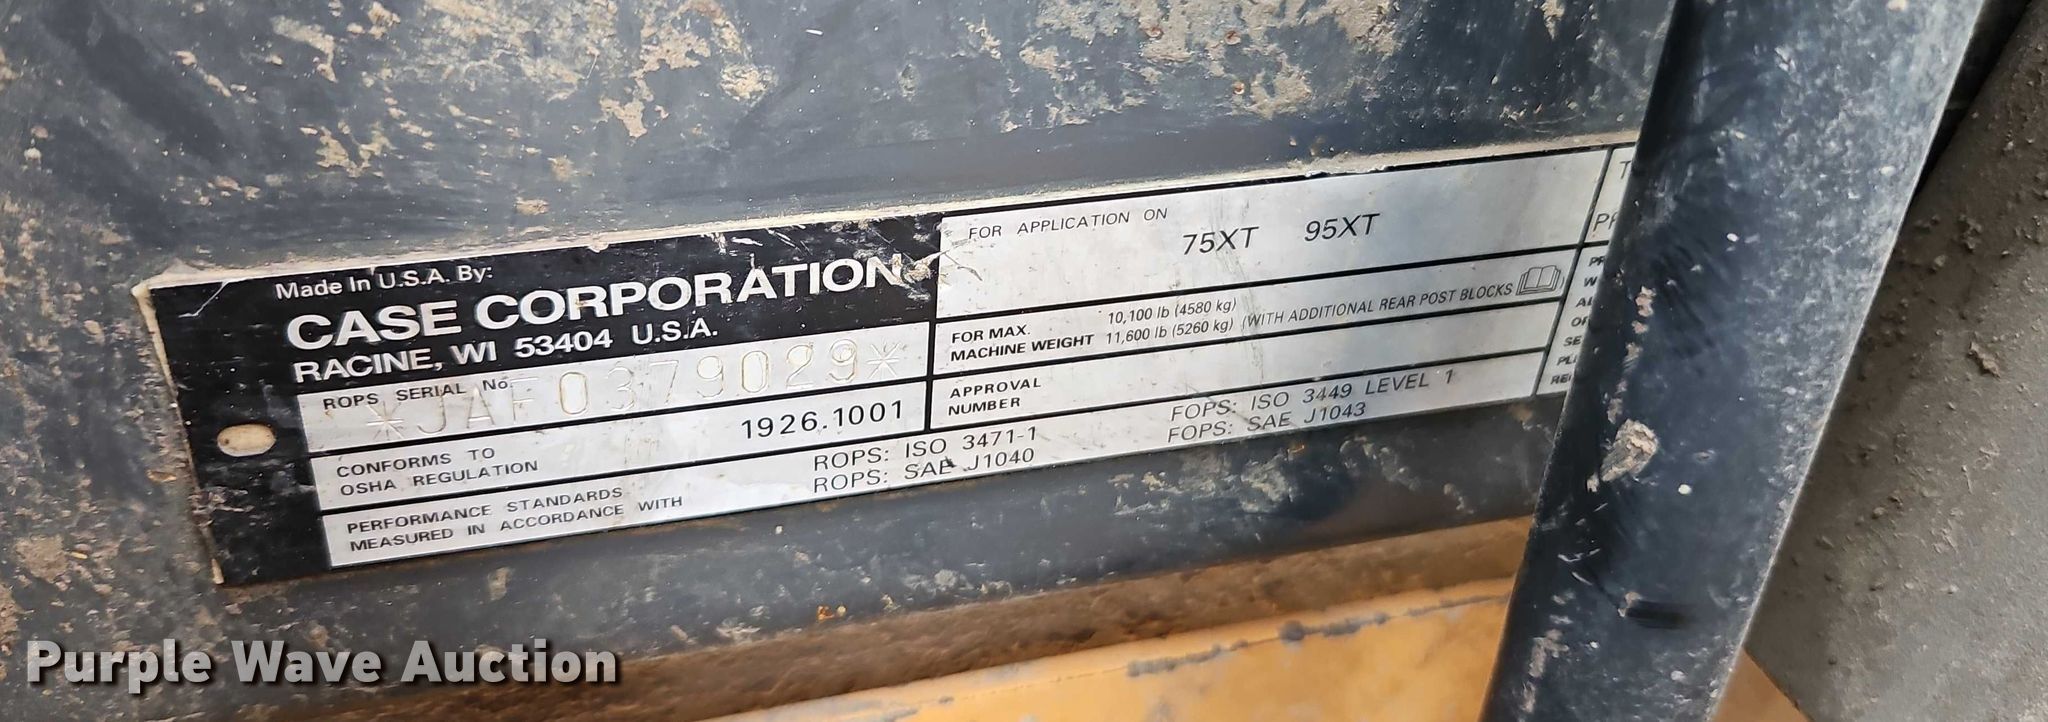 Made In U.S.A. By:
CASE CORPORATION
RACINE, WI 53404 U.S.A.
ROPS SERIAL No.
*JAF0379029*
CONFORMS TO
OSHA REGULATION
1926.1001
PERFORMANCE STANDARDS
MEASURED IN ACCORDANCE WITH
ROPS: ISO 3471-1
ROPS: SAE J1040
FOPS: ISO 3449 LEVEL 1
FOPS: SAE J1043
FOR APPLICATION ON
75XT 95XT
FOR MAX.
MACHINE WEIGHT
10,100 lb (4580 kg)
11,600 lb (5260 kg) (WITH ADDITIONAL REAR POST BLOCKS
APPROVAL
NUMBER
Purple Wave Auction